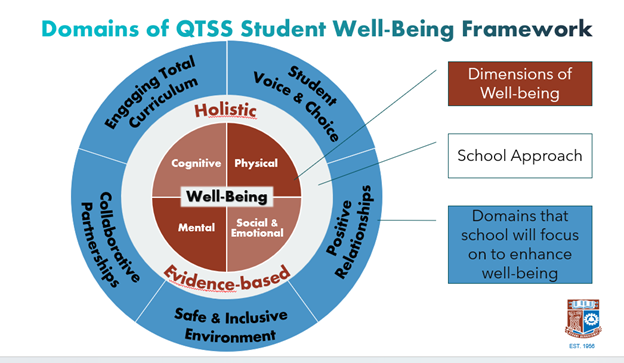 Domains of QTSS Student Well-Being Framework
Engaging Total
Curriculum
Student
Voice & Choice
Holistic
Cognitive
Physical
Well-Being
Mental
Social &
Emotional
Evidence-based
Collaborative
Partnerships
Positive
Relationships
Safe & Inclusive
Environment
Dimensions of
Well-being
School Approach
Domains that
school will focus
on to enhance
well-being
EST. 1956